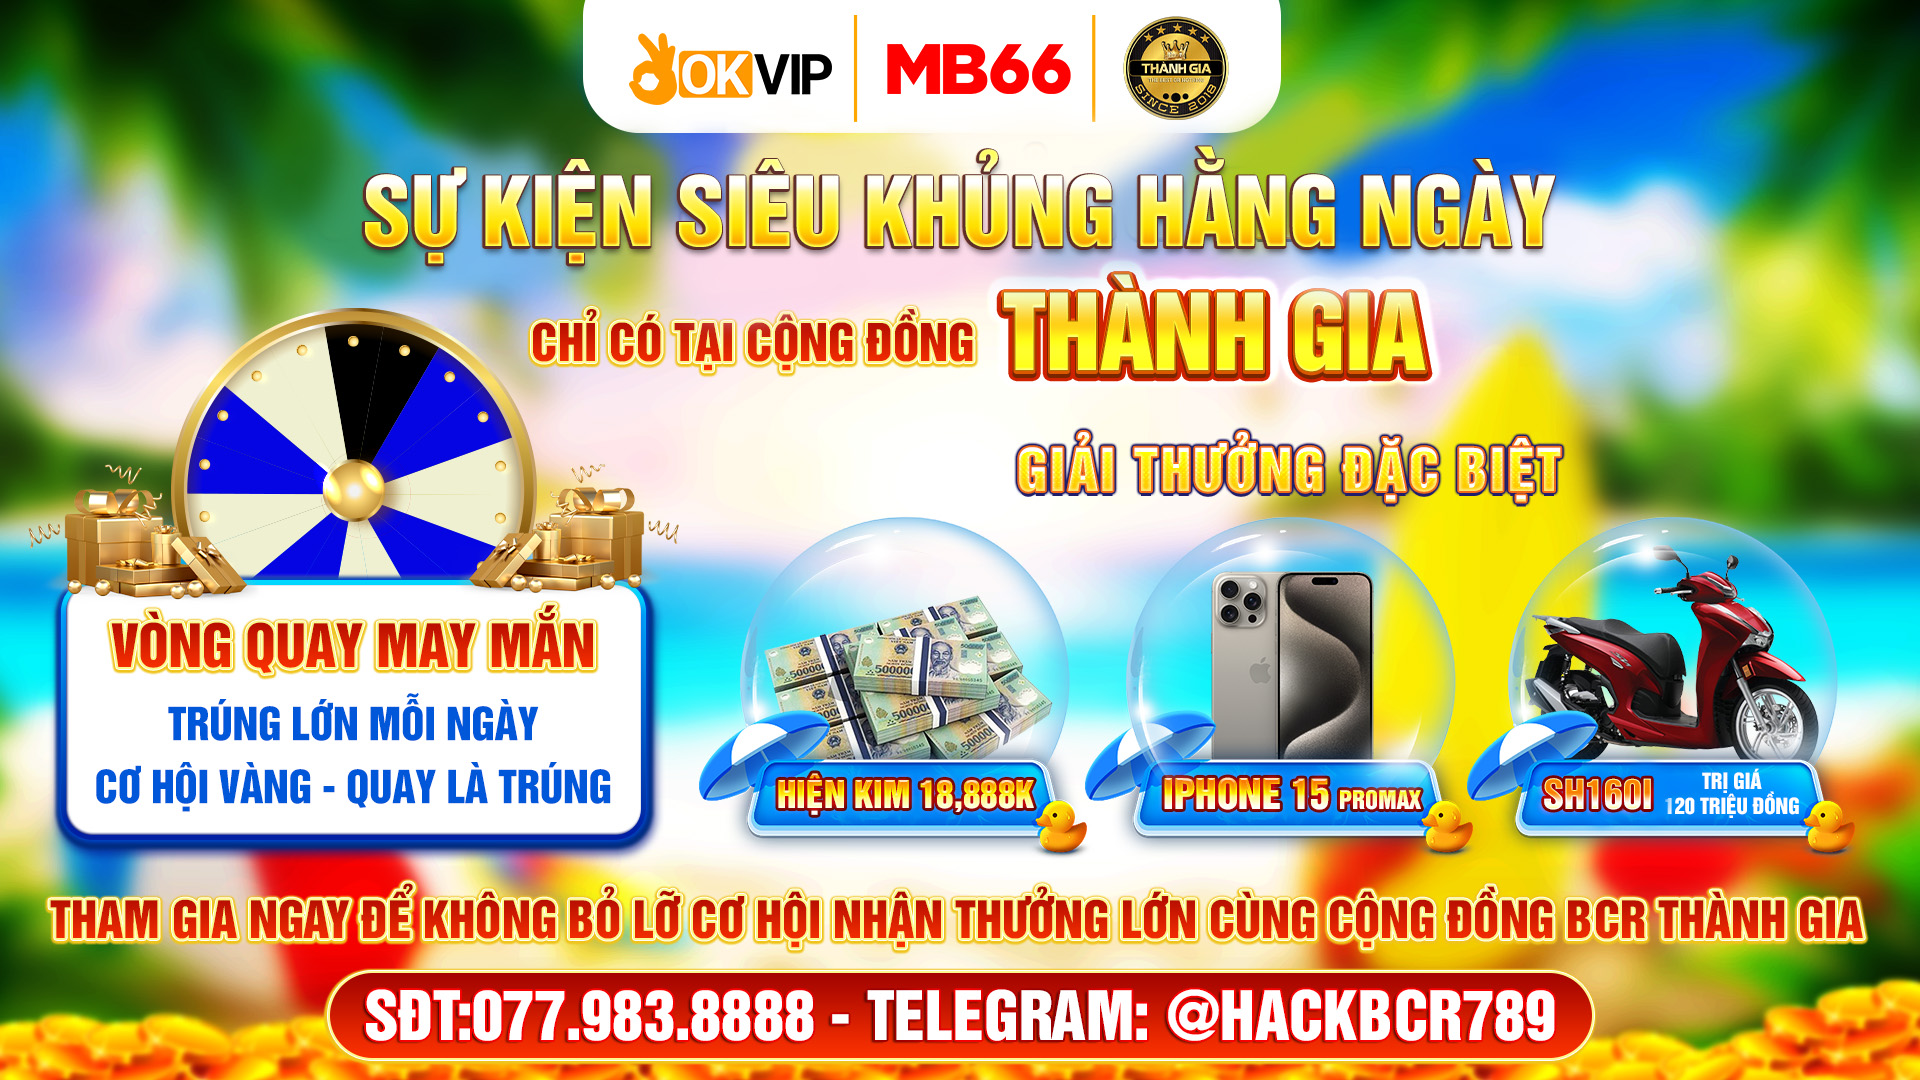 OKVIP
MB66
THÀNH GIA
SINCE 2018
SỰ KIỆN SIÊU KHỦNG HẰNG NGÀY
CHỈ CÓ TẠI CỘNG ĐỒNG THÀNH GIA
GIẢI THƯỞNG ĐẶC BIỆT
VÒNG QUAY MAY MẮN
TRÚNG LỚN MỖI NGÀY
CƠ HỘI VÀNG - QUAY LÀ TRÚNG
HIỆN KIM 18,888K
IPHONE 15 PROMAX
SH160I
TRỊ GIÁ
120 TRIỆU ĐỒNG
THAM GIA NGAY ĐỂ KHÔNG BỎ LỠ CƠ HỘI NHẬN THƯỞNG LỚN CÙNG CỘNG ĐỒNG BCR THÀNH GIA
SĐT:077.983.8888 - TELEGRAM: @HACKBCR789